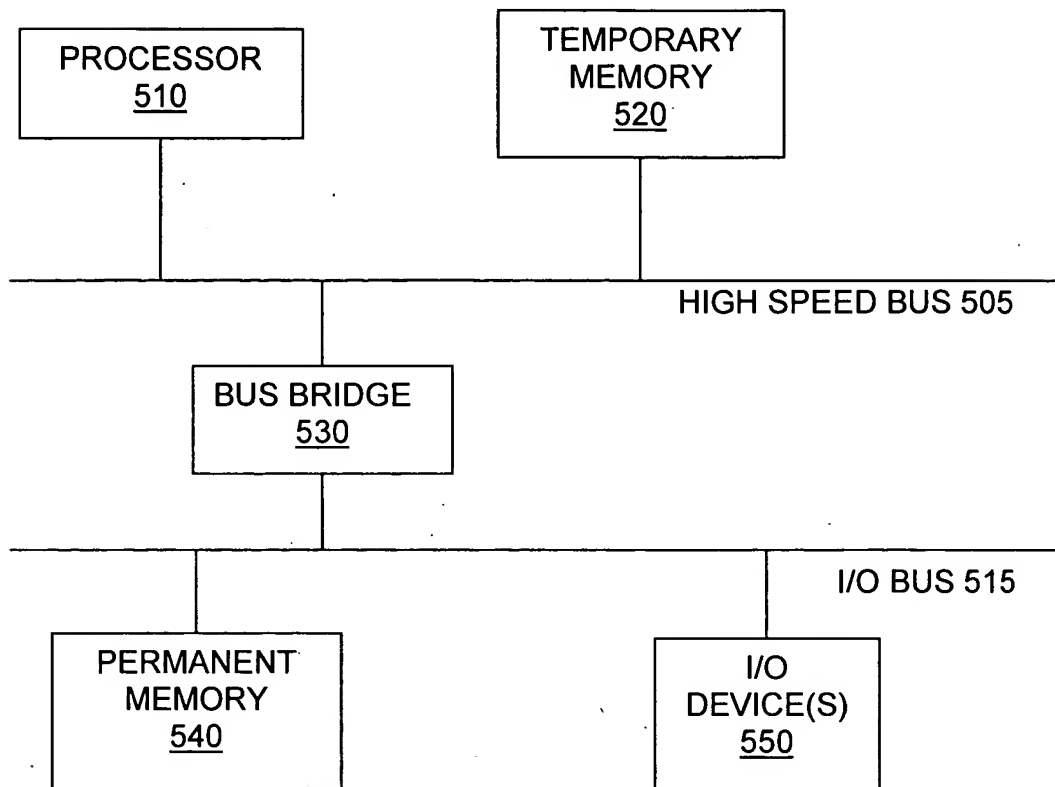 PROCESSOR
510
TEMPORARY
MEMORY
520
HIGH SPEED BUS 505
BUS BRIDGE
530
I/O BUS 515
PERMANENT
MEMORY
540
I/O
DEVICE(S)
550